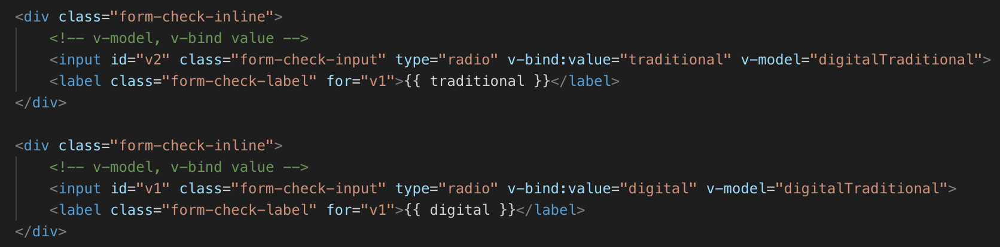 <div class="form-check-inline">
    <!-- v-model, v-bind value -->
    <input id="v2" class="form-check-input" type="radio" v-bind:value="traditional" v-model="digitalTraditional">
    <label class="form-check-label" for="v1">{{ traditional }}</label>
</div>

<div class="form-check-inline">
    <!-- v-model, v-bind value -->
    <input id="v1" class="form-check-input" type="radio" v-bind:value="digital" v-model="digitalTraditional">
    <label class="form-check-label" for="v1">{{ digital }}</label>
</div>